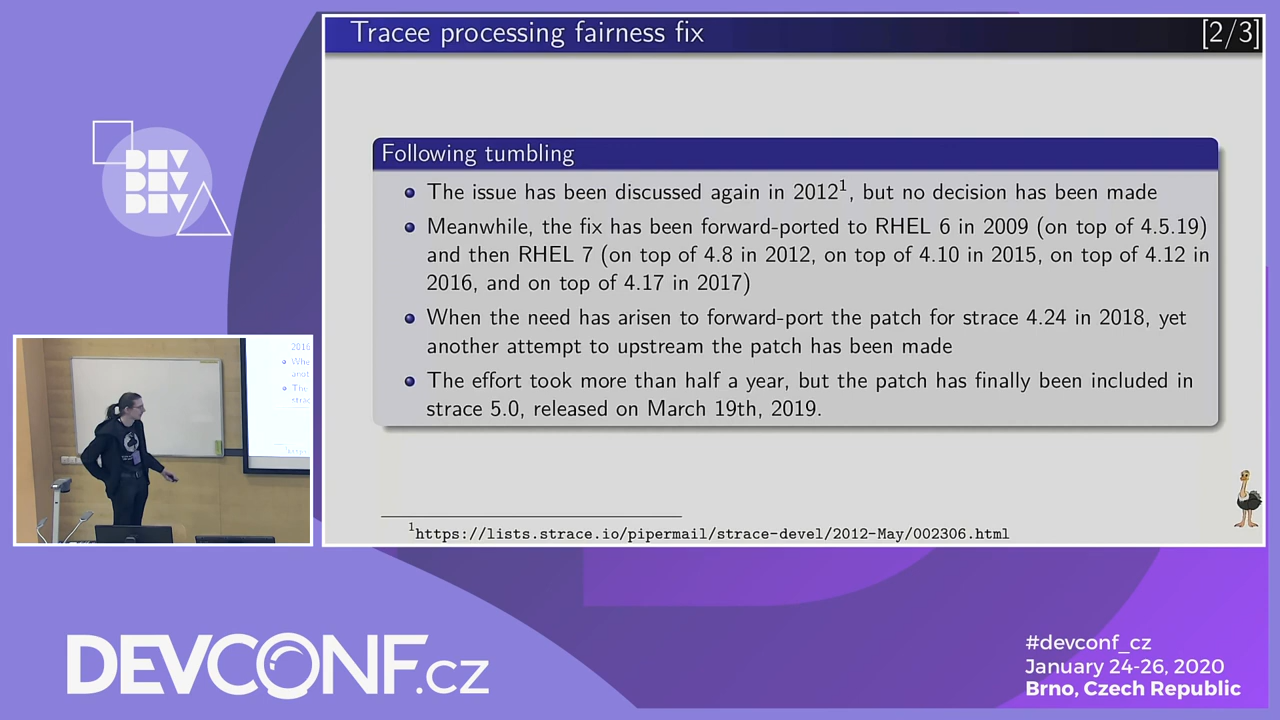 Tracee processing fairness fix [2/3]
Following tumbling
The issue has been discussed again in 2012¹, but no decision has been made
Meanwhile, the fix has been forward-ported to RHEL 6 in 2009 (on top of 4.5.19)
and then RHEL 7 (on top of 4.8 in 2012, on top of 4.10 in 2015, on top of 4.12 in
2016, and on top of 4.17 in 2017)
When the need has arisen to forward-port the patch for strace 4.24 in 2018, yet
another attempt to upstream the patch has been made
The effort took more than half a year, but the patch has finally been included in
strace 5.0, released on March 19th, 2019.
¹https://lists.strace.io/pipermail/strace-devel/2012-May/002306.html
DEV
DEV
DEV
2016
Whe
anot
The
strac
DEVCONF.cz
#devconf_cz
January 24-26, 2020
Brno, Czech Republic